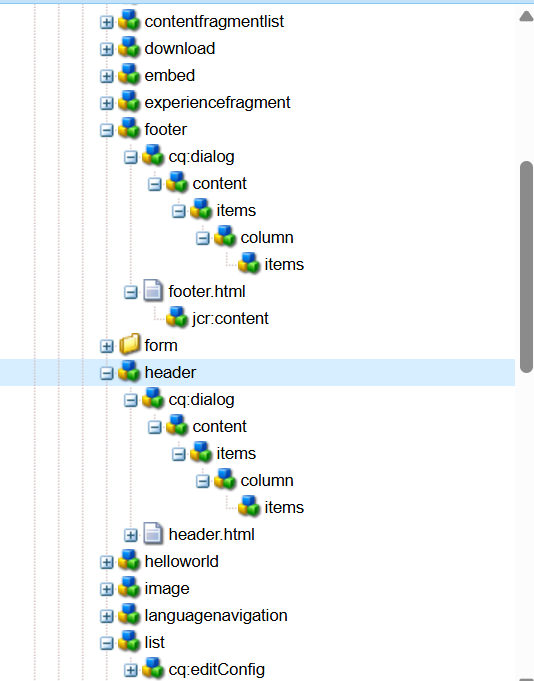 contentfragmentlist
download
embed
experiencefragment
footer
cq:dialog
content
items
column
items
footer.html
jcr:content
form
header
cq:dialog
content
items
column
items
header.html
helloworld
image
languagenavigation
list
cq:editConfig